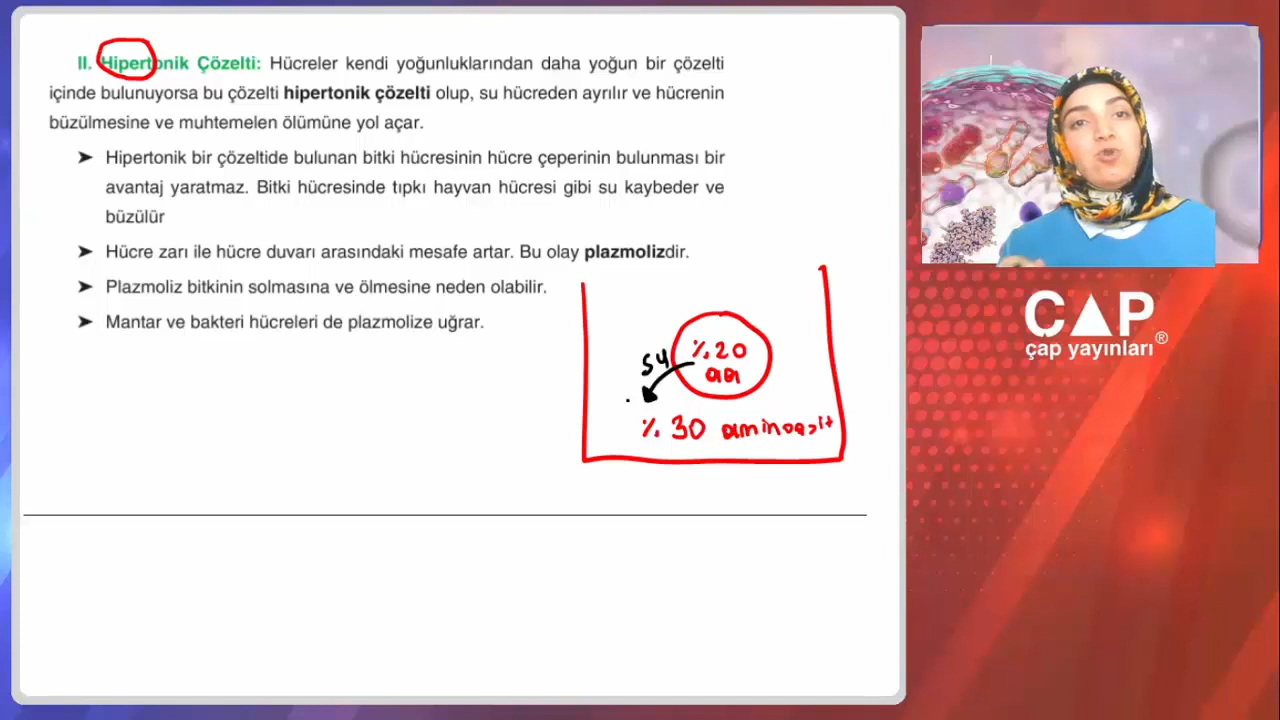 II. Hipertonik Çözelti: Hücreler kendi yoğunluklarından daha yoğun bir çözelti
içinde bulunuyorsa bu çözelti hipertonik çözelti olup, su hücreden ayrılır ve hücrenin
büzülmesine ve muhtemelen ölümüne yol açar.
➤ Hipertonik bir çözeltide bulunan bitki hücresinin hücre çeperinin bulunması bir
avantaj yaratmaz. Bitki hücresinde tıpkı hayvan hücresi gibi su kaybeder ve
büzülür
➤ Hücre zarı ile hücre duvarı arasındaki mesafe artar. Bu olay plazmolizdir.
➤ Plazmoliz bitkinin solmasına ve ölmesine neden olabilir.
➤ Mantar ve bakteri hücreleri de plazmolize uğrar.
su
%20
aa
% 30 aminoasit
ÇAP
çap yayınları®